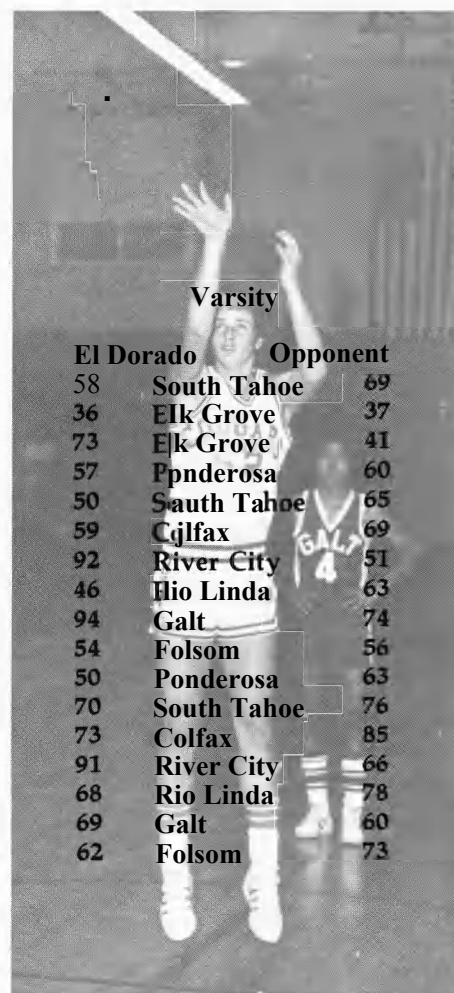 Varsity
El Dorado Opponent
58 South Tahoe 69
36 EIk Grove 37
73 E|k Grove 41
57 Ppnderosa 60
50 Sauth Tahoe 65
59 Cqlfax 69
92 River City 51
46 Ilio Linda 63
94 Galt 74
54 Folsom 56
50 Ponderosa 63
70 South Tahoe 76
73 Colfax 85
91 River City 66
68 Rio Linda 78
69 Galt 60
62 Folsom 73
GALT
4